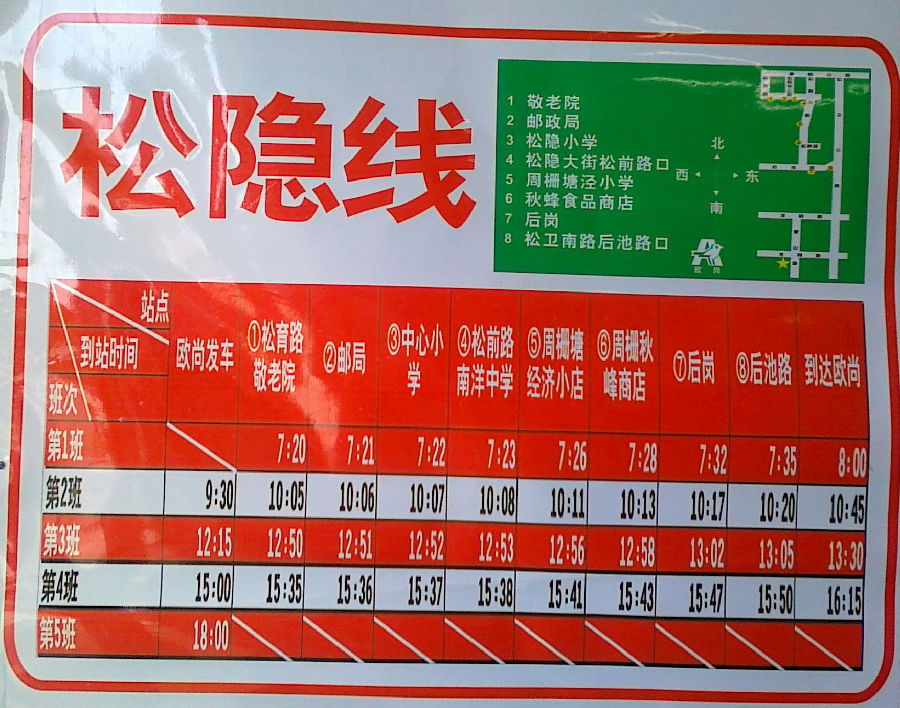 松隐线
1 敬老院
2 邮政局
3 松隐小学
4 松隐大街松前路口
5 周栅塘泾小学
6 秋蜂食品商店
7 后岗
8 松卫南路后池路口
北
西 东
南
欧尚
站点
到站时间
班次
欧尚发车
①松育路
敬老院
②邮局
③中心小
学
④松前路
南洋中学
⑤周栅塘
经济小店
⑥周栅秋
峰商店
⑦后岗
⑧后池路
到达欧尚
第1班 7:20 7:21 7:22 7:23 7:26 7:28 7:32 7:35 8:00
第2班 9:30 10:05 10:06 10:07 10:08 10:11 10:13 10:17 10:20 10:45
第3班 12:15 12:50 12:51 12:52 12:53 12:56 12:58 13:02 13:05 13:30
第4班 15:00 15:35 15:36 15:37 15:38 15:41 15:43 15:47 15:50 16:15
第5班 18:00